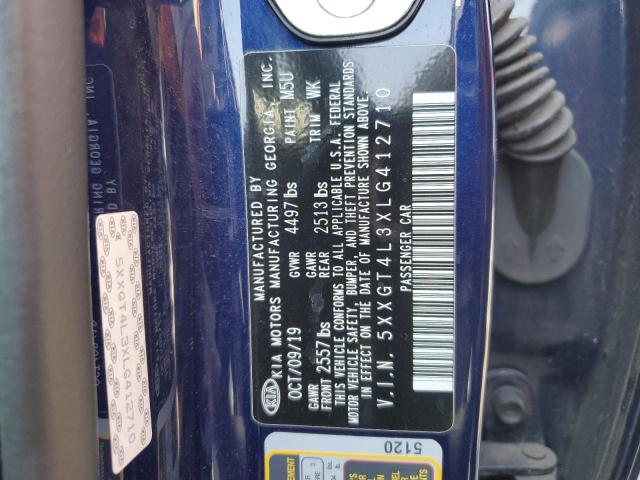 MANUFACTURED BY
KIA KIA MOTORS MANUFACTURING GEORGIA, INC.
OCT/09/19 GVWR 4497 lbs PAINT M5U
GAWR FRONT 2557 lbs GAWR REAR 2513 lbs TRIM WK
THIS VEHICLE CONFORMS TO ALL APPLICABLE U.S.A. FEDERAL
MOTOR VEHICLE SAFETY, BUMPER, AND THEFT PREVENTION STANDARDS
IN EFFECT ON THE DATE OF MANUFACTURE SHOWN ABOVE.
V.I.N. 5XXGT4L3XLG412710
PASSENGER CAR
5120
5XXGT4L3XLG412710